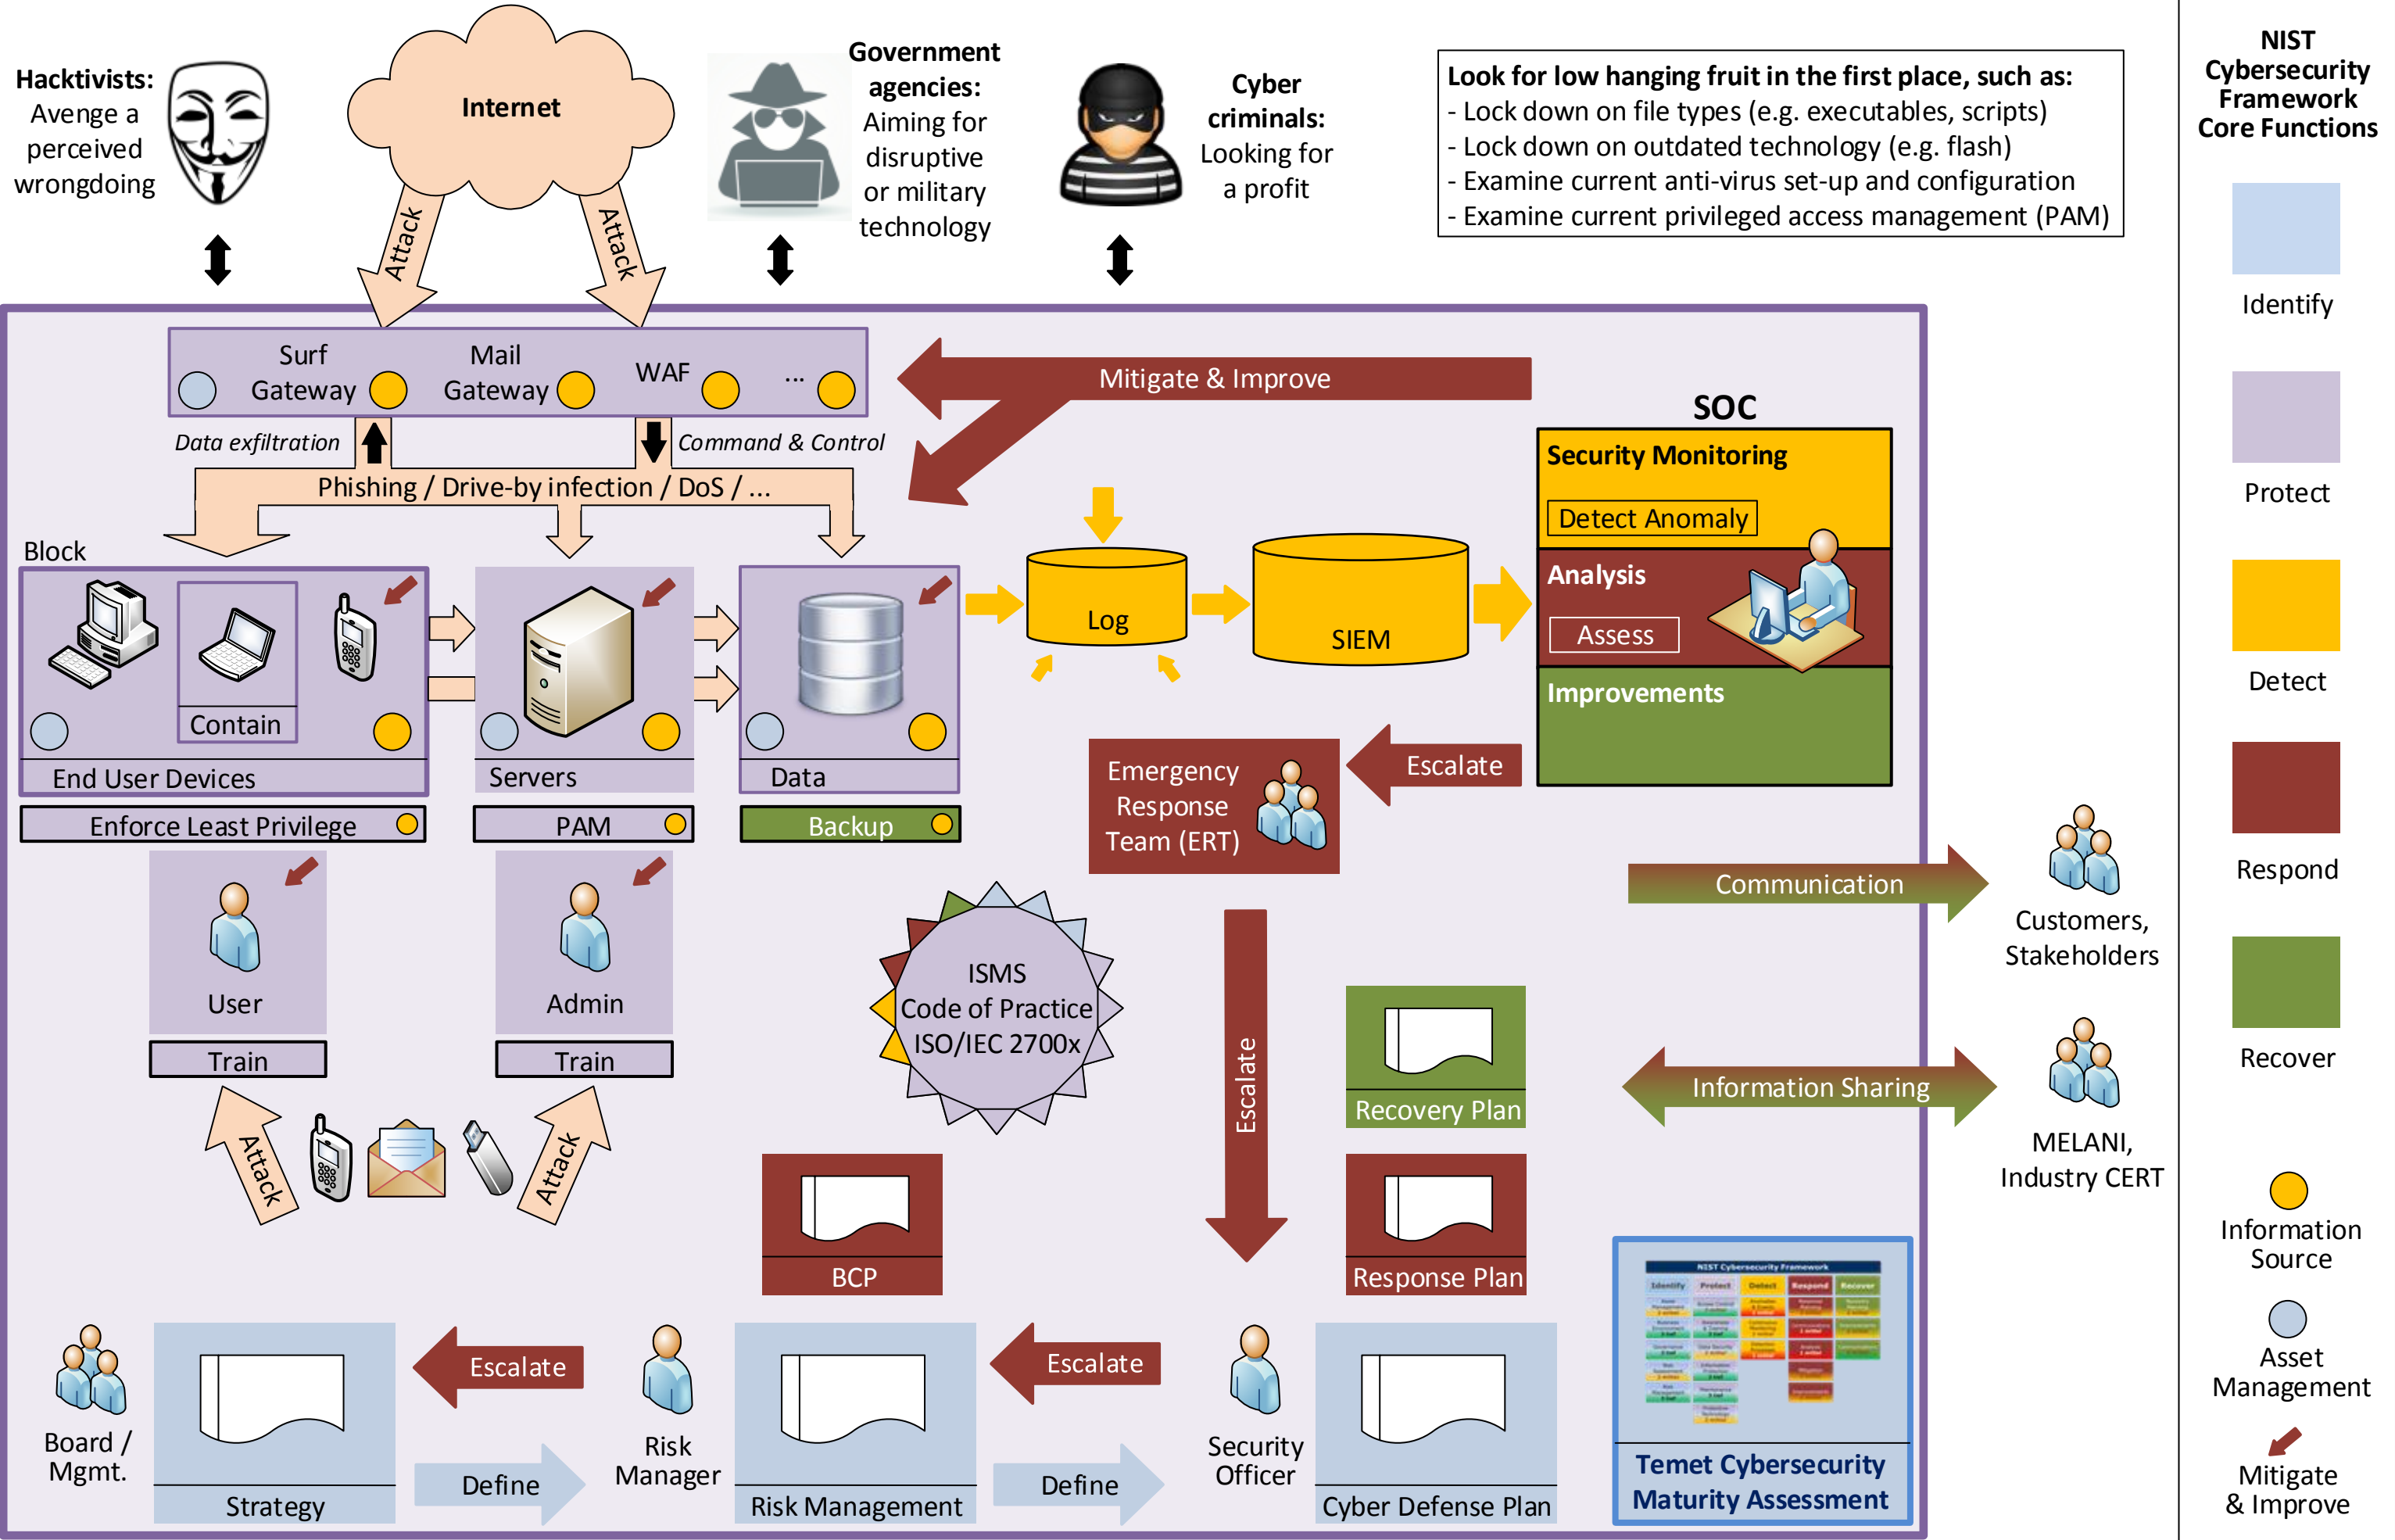 Hacktivists:
Avenge a
perceived
wrongdoing
Internet
Attack
Attack
Government
agencies:
Aiming for
disruptive
or military
technology
Cyber
criminals:
Looking for
a profit
Look for low hanging fruit in the first place, such as:
- Lock down on file types (e.g. executables, scripts)
- Lock down on outdated technology (e.g. flash)
- Examine current anti-virus set-up and configuration
- Examine current privileged access management (PAM)
NIST
Cybersecurity
Framework
Core Functions
Identify
Protect
Detect
Respond
Recover
Information
Source
Asset
Management
Mitigate
& Improve
Surf
Gateway
Mail
Gateway
WAF
...
Mitigate & Improve
Data exfiltration
Command & Control
Phishing / Drive-by infection / DoS / ...
SOC
Security Monitoring
Detect Anomaly
Analysis
Assess
Improvements
Block
Contain
End User Devices
Servers
Data
Log
SIEM
Enforce Least Privilege
PAM
Backup
Emergency
Response
Team (ERT)
Escalate
User
Admin
Train
Train
Attack
Attack
ISMS
Code of Practice
ISO/IEC 2700x
Escalate
Communication
Customers,
Stakeholders
Recovery Plan
Information Sharing
MELANI,
Industry CERT
BCP
Response Plan
Board /
Mgmt.
Strategy
Escalate
Define
Risk
Manager
Risk Management
Escalate
Define
Security
Officer
Cyber Defense Plan
NIST Cybersecurity Framework
Identify
Protect
Detect
Respond
Recover
Temet Cybersecurity
Maturity Assessment